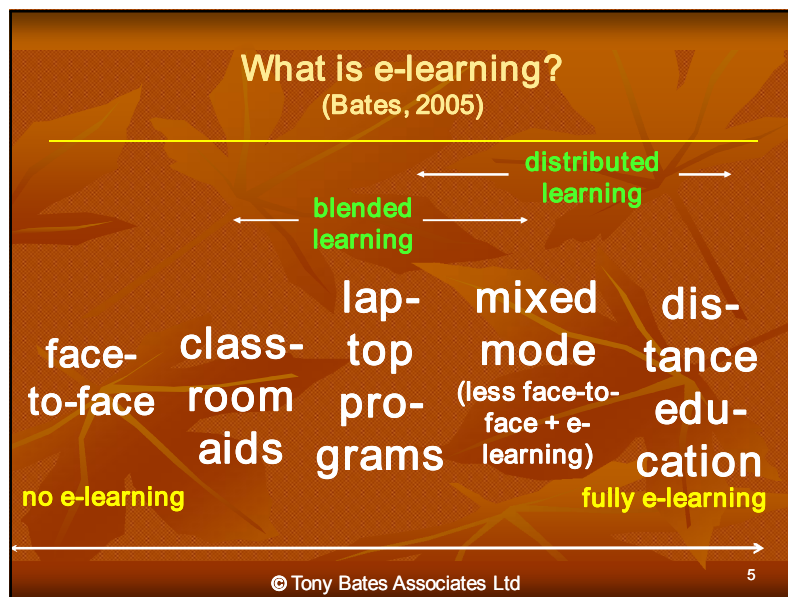 What is e-learning?
(Bates, 2005)
distributed
learning
blended
learning
face-
to-face
class-
room
aids
lap-
top
pro-
grams
mixed
mode
(less face-to-
face + e-
learning)
dis-
tance
edu-
cation
no e-learning
fully e-learning
© Tony Bates Associates Ltd
5